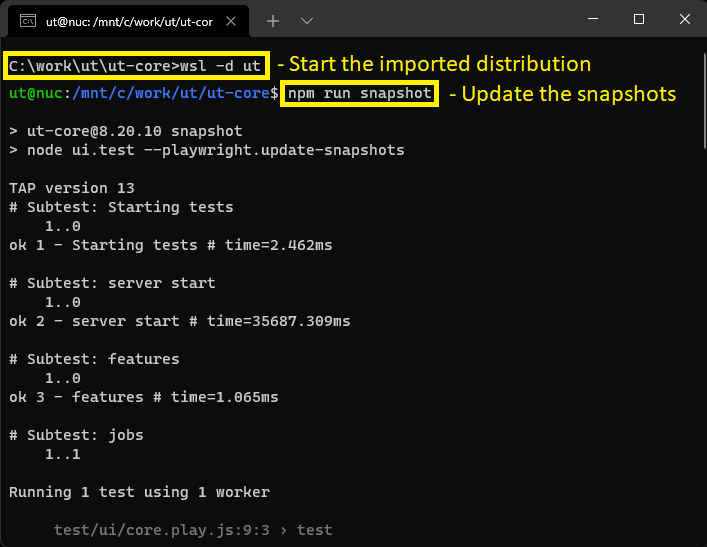 ut@nuc: /mnt/c/work/ut/ut-cor
C:\work\ut\ut-core>wsl -d ut - Start the imported distribution
ut@nuc:/mnt/c/work/ut/ut-core$ npm run snapshot - Update the snapshots
> ut-core@8.20.10 snapshot
> node ui.test --playwright.update-snapshots
TAP version 13
# Subtest: Starting tests
1..0
ok 1 - Starting tests # time=2.462ms
# Subtest: server start
1..0
ok 2 - server start # time=35687.309ms
# Subtest: features
1..0
ok 3 - features # time=1.065ms
# Subtest: jobs
1..1
Running 1 test using 1 worker
test/ui/core.play.js:9:3 › test